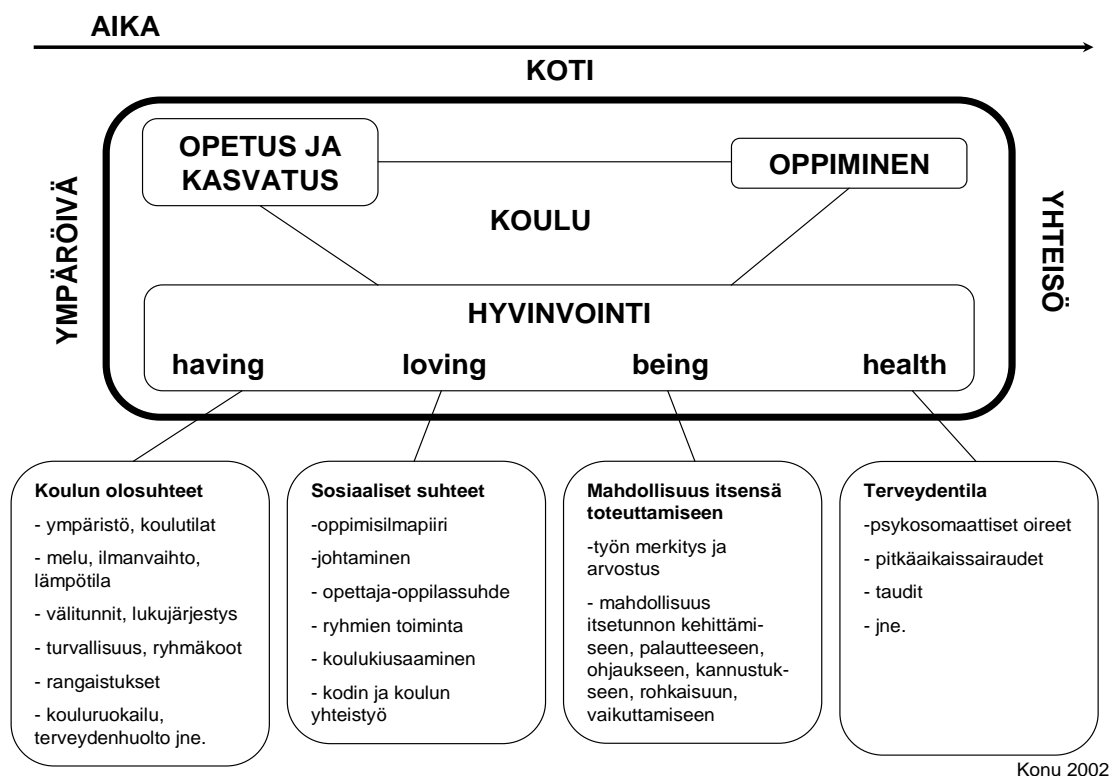 AIKA
KOTI
YMPÄRÖIVÄ
OPETUS JA
KASVATUS
OPPIMINEN
KOULU
YHTEISÖ
HYVINVOINTI
having loving being health
Koulun olosuhteet
- ympäristö, koulutilat
- melu, ilmanvaihto,
lämpötila
- välitunnit, lukujärjestys
- turvallisuus, ryhmäkoot
- rangaistukset
- kouluruokailu,
terveydenhuolto jne.
Sosiaaliset suhteet
-oppimisilmapiiri
-johtaminen
- opettaja-oppilassuhde
- ryhmien toiminta
- koulukiusaaminen
- kodin ja koulun
yhteistyö
Mahdollisuus itsensä
toteuttamiseen
-työn merkitys ja
arvostus
- mahdollisuus
itsetunnon kehittämi-
seen, palautteeseen,
ohjaukseen, kannustuk-
seen, rohkaisuun,
vaikuttamiseen
Terveydentila
-psykosomaattiset oireet
- pitkäaikaissairaudet
- taudit
- jne.
Konu 2002